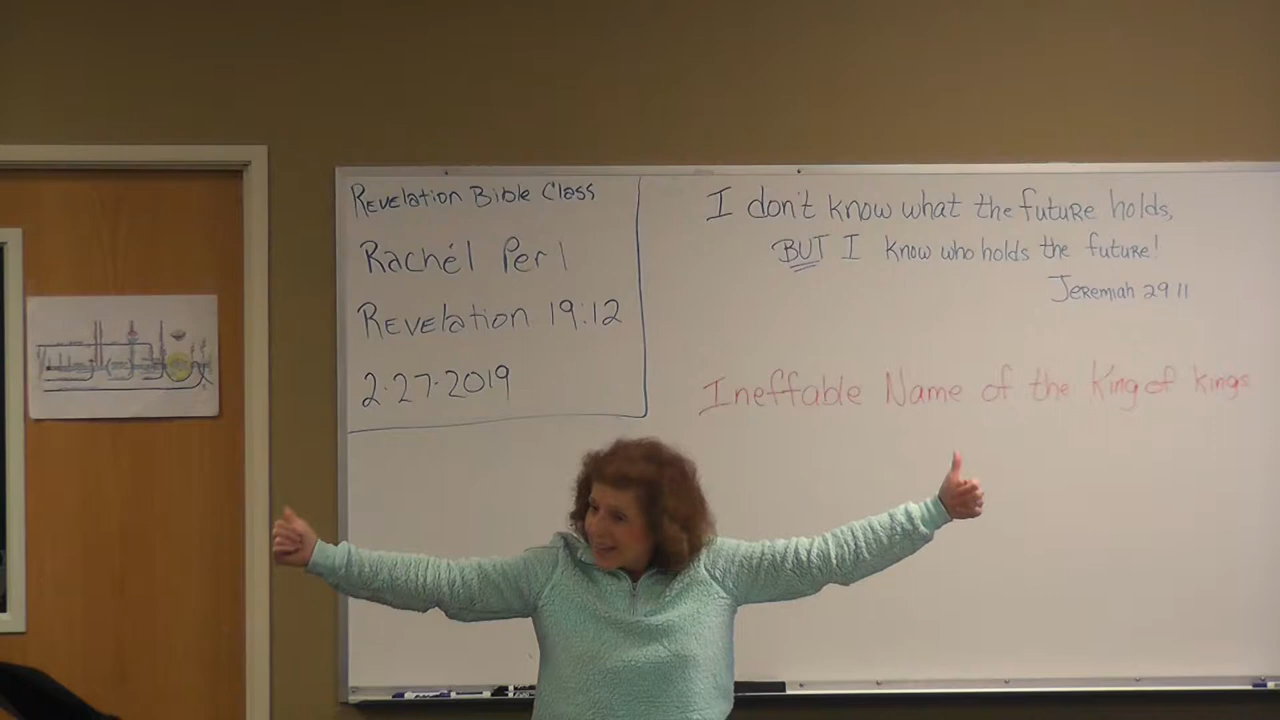 Revelation Bible Class
Rachél Perl
Revelation 19:12
2-27-2019
I don't know what the future holds,
BUT I know who holds the future!
Jeremiah 29 11
Ineffable Name of the King of kings